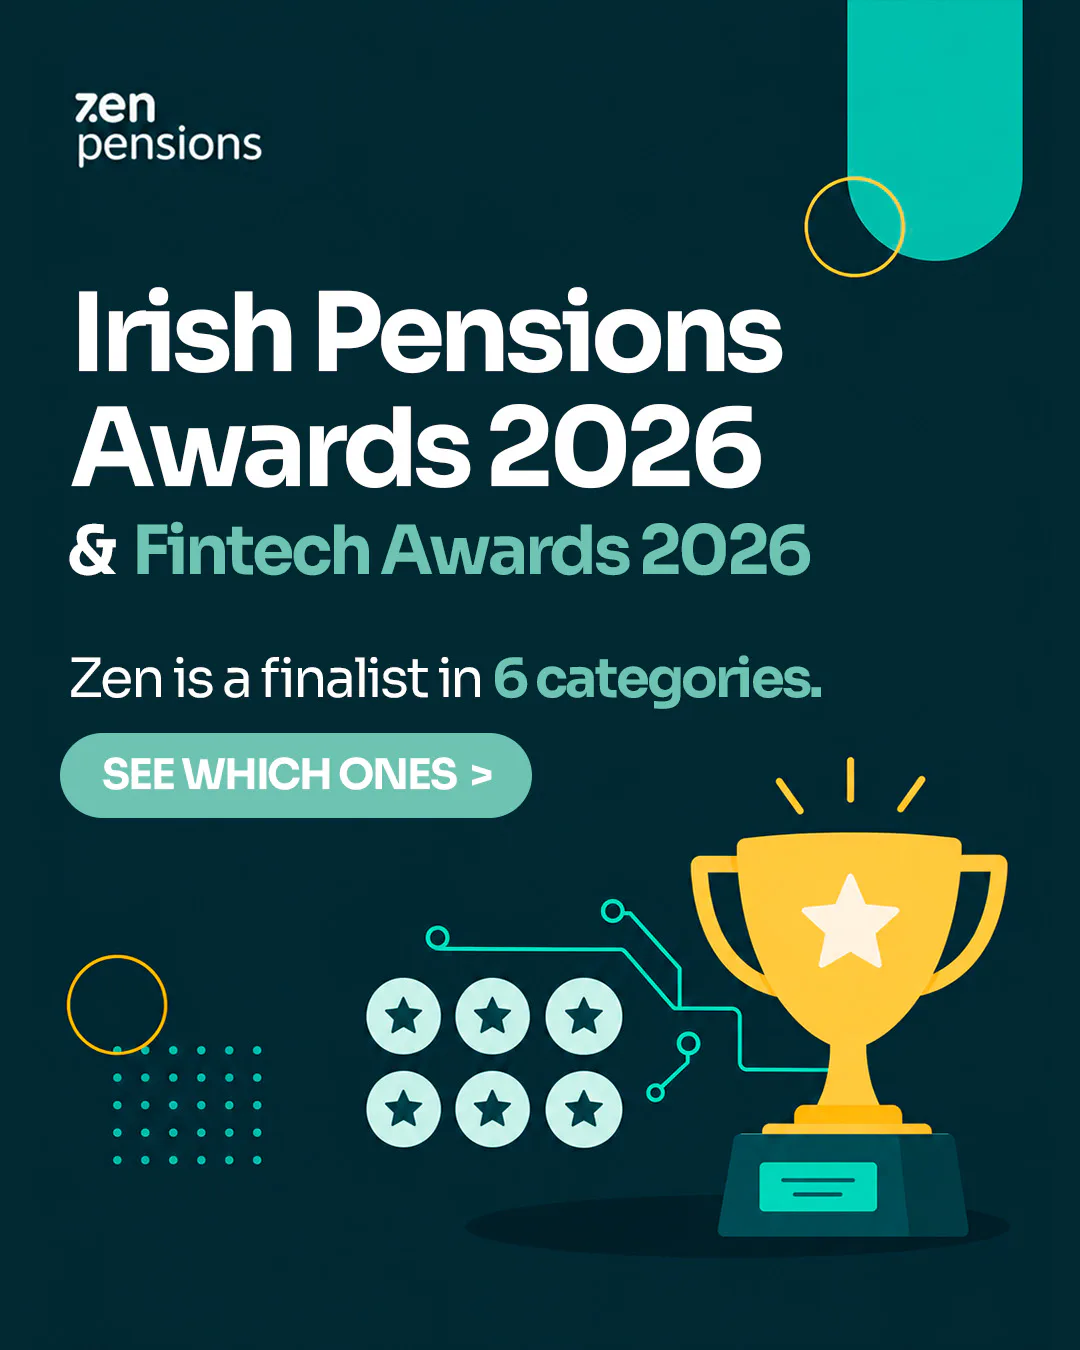 zen
pensions
Irish Pensions
Awards 2026
& Fintech Awards 2026
Zen is a finalist in 6 categories.
SEE WHICH ONES >